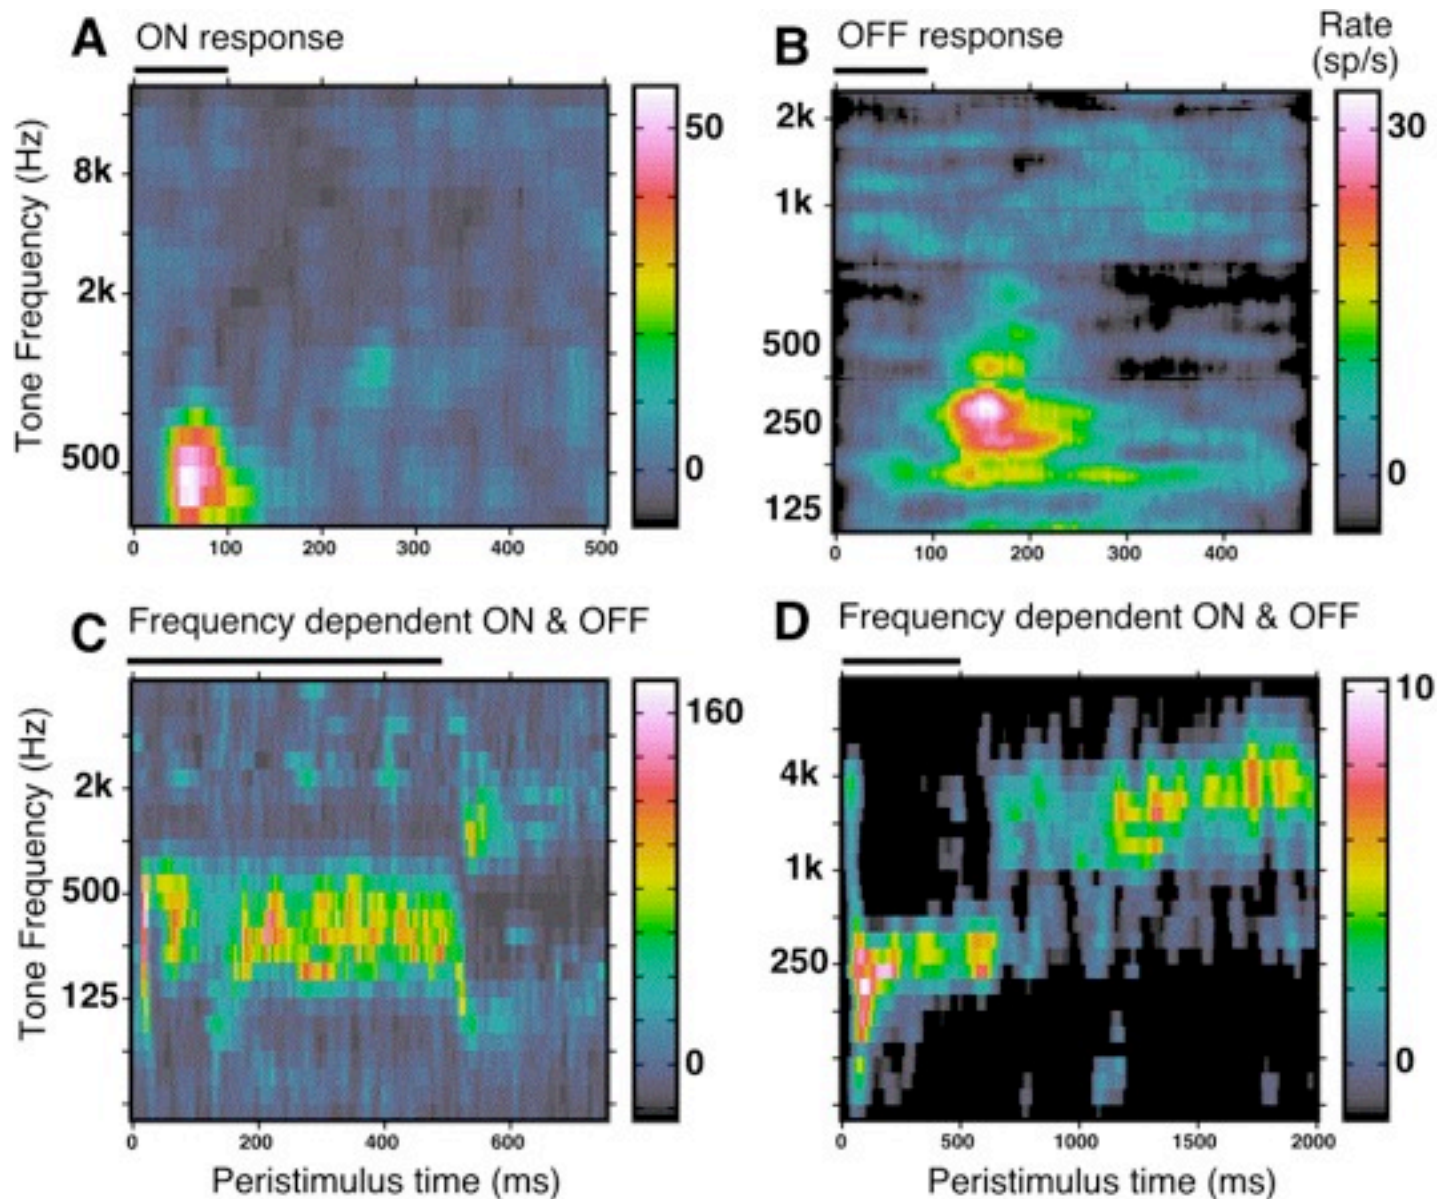 A ON response
Tone Frequency (Hz)
8k
2k
500
0 100 200 300 400 500
50
0
B OFF response
Rate
(sp/s)
2k
1k
500
250
125
0 100 200 300 400
30
0
C Frequency dependent ON & OFF
Tone Frequency (Hz)
2k
500
125
0 200 400 600
Peristimulus time (ms)
160
0
D Frequency dependent ON & OFF
4k
1k
250
0 500 1000 1500 2000
Peristimulus time (ms)
10
0